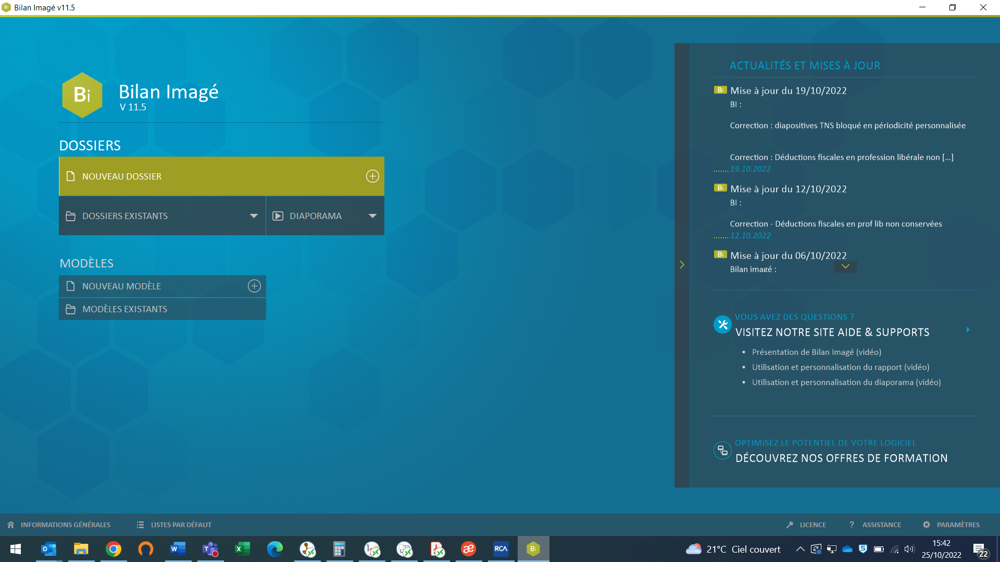 Bilan Imagé v11.5
Bi
Bilan Imagé
V 11.5
DOSSIERS
NOUVEAU DOSSIER
DOSSIERS EXISTANTS
DIAPORAMA
MODÈLES
NOUVEAU MODÈLE
MODÈLES EXISTANTS
ACTUALITÉS ET MISES À JOUR
Bi Mise à jour du 19/10/2022
BI :
Correction : diapositives TNS bloqué en périodicité personnalisée
Correction : Déductions fiscales en profession libérale non [...]
....... 19.10.2022
Bi Mise à jour du 12/10/2022
BI :
Correction - Déductions fiscales en prof lib non conservées
....... 12.10.2022
Bi Mise à jour du 06/10/2022
Bilan imagé :
VOUS AVEZ DES QUESTIONS ?
VISITEZ NOTRE SITE AIDE & SUPPORTS
• Présentation de Bilan Imagé (vidéo)
• Utilisation et personnalisation du rapport (vidéo)
• Utilisation et personnalisation du diaporama (vidéo)
OPTIMISEZ LE POTENTIEL DE VOTRE LOGICIEL
DÉCOUVREZ NOS OFFRES DE FORMATION
INFORMATIONS GÉNÉRALES
LISTES PAR DÉFAUT
LICENCE
? ASSISTANCE
PARAMÈTRES
RCA
Bi
21°C Ciel couvert
15:42
25/10/2022
22